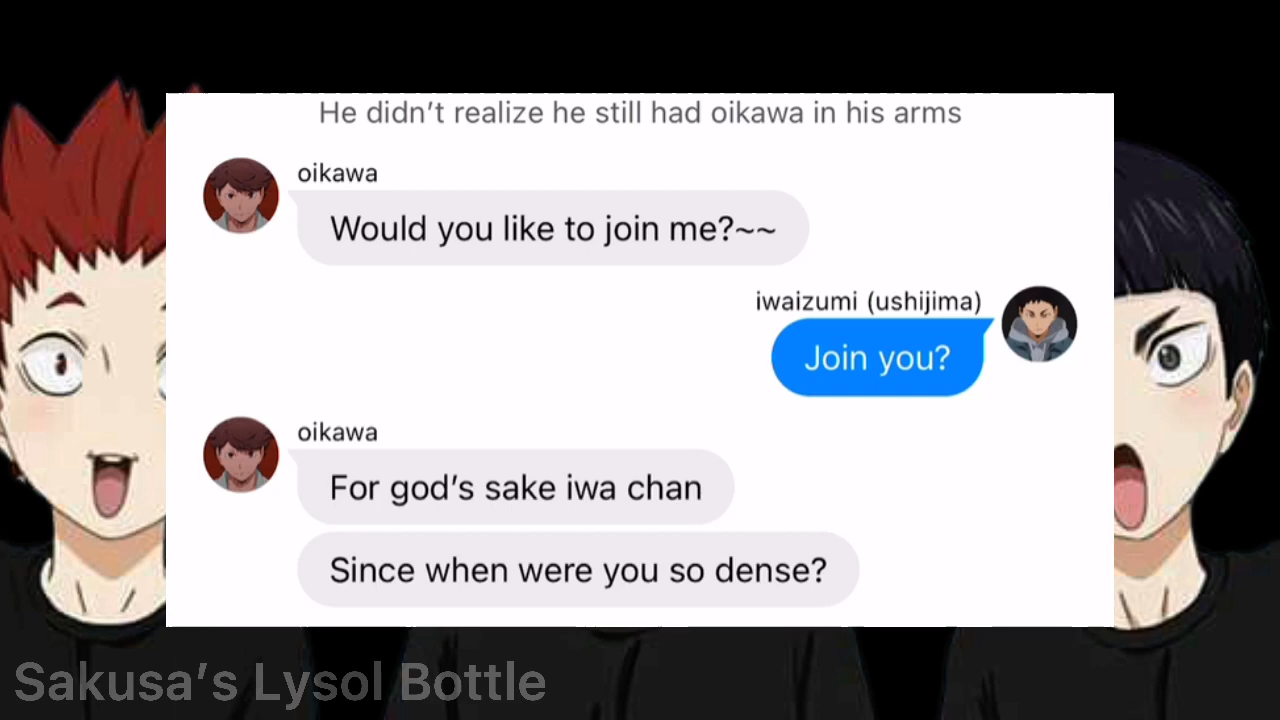 He didn’t realize he still had oikawa in his arms
oikawa
Would you like to join me?~~
iwaizumi (ushijima)
Join you?
oikawa
For god’s sake iwa chan
Since when were you so dense?
Sakusa’s Lysol Bottle